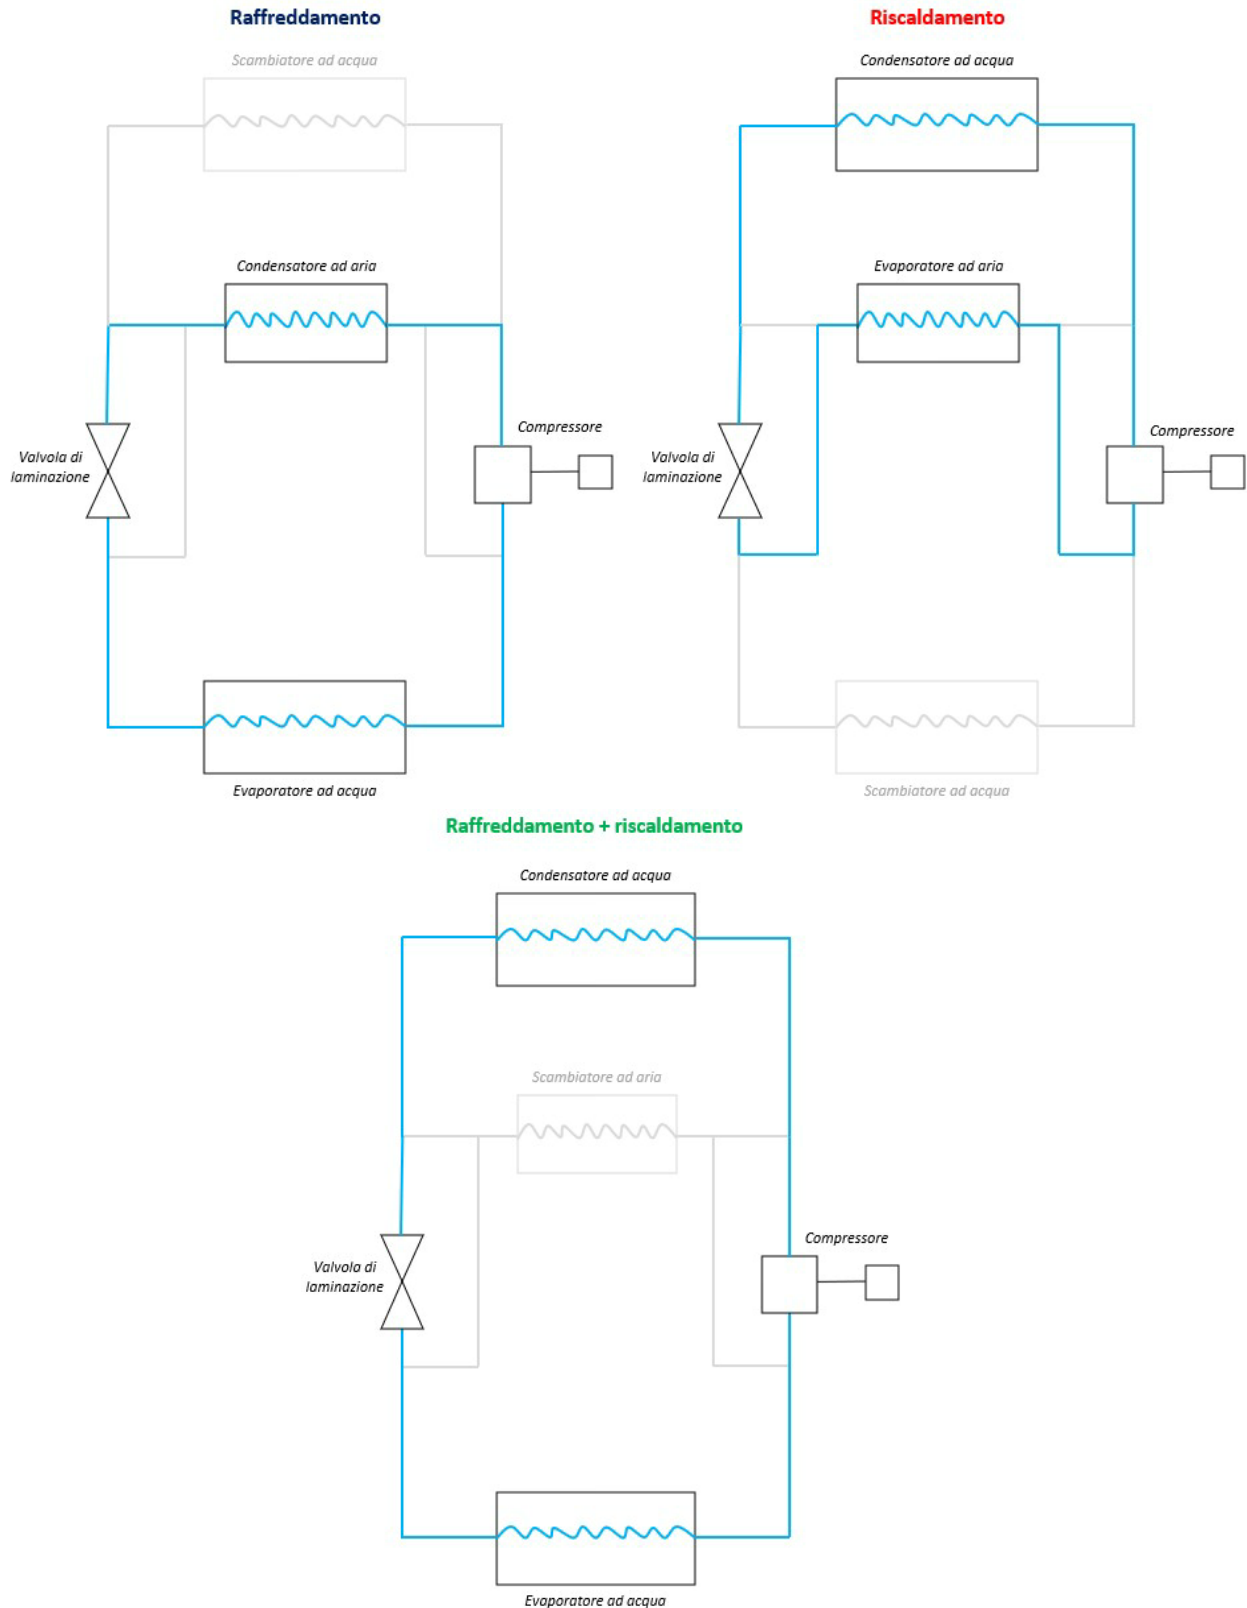 Raffreddamento
Scambiatore ad acqua
Condensatore ad aria
Compressore
Valvola di
laminazione
Evaporatore ad acqua
Riscaldamento
Condensatore ad acqua
Evaporatore ad aria
Compressore
Valvola di
laminazione
Scambiatore ad acqua
Raffreddamento + riscaldamento
Condensatore ad acqua
Scambiatore ad aria
Compressore
Valvola di
laminazione
Evaporatore ad acqua